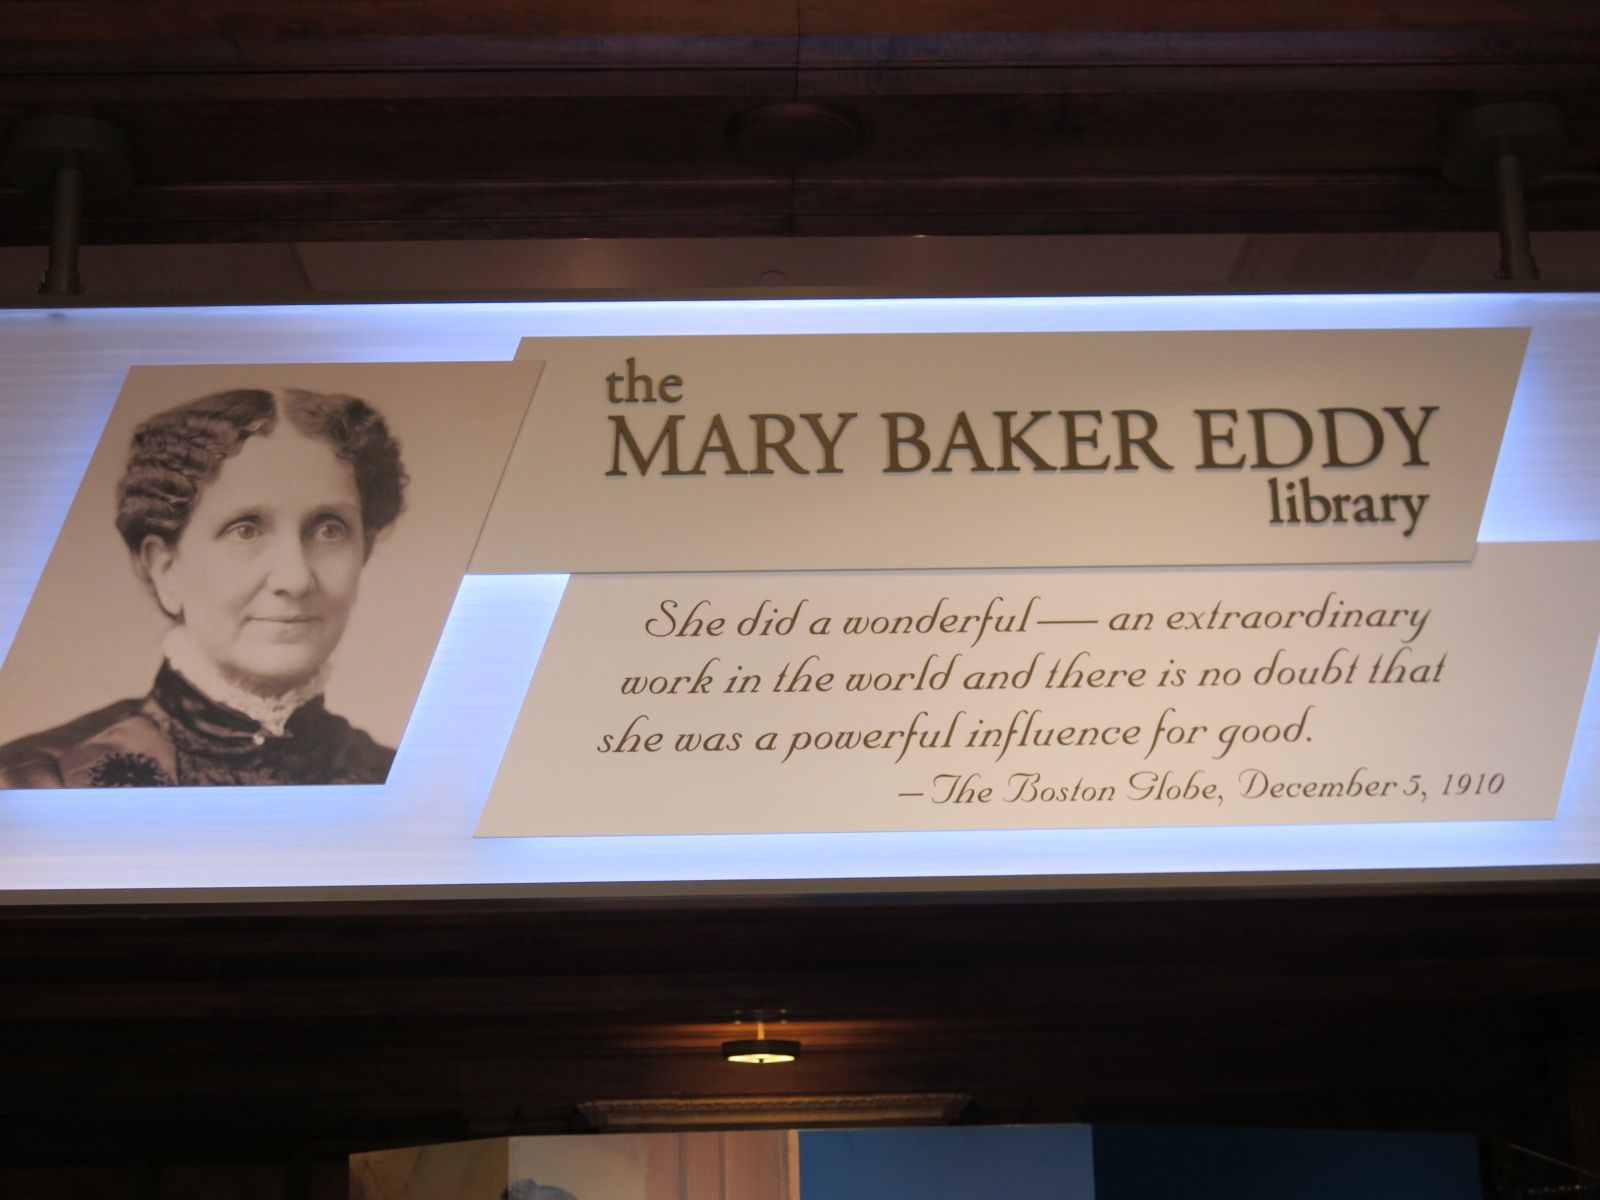 the
MARY BAKER EDDY
library
She did a wonderful — an extraordinary
work in the world and there is no doubt that
she was a powerful influence for good.
– The Boston Globe, December 5, 1910